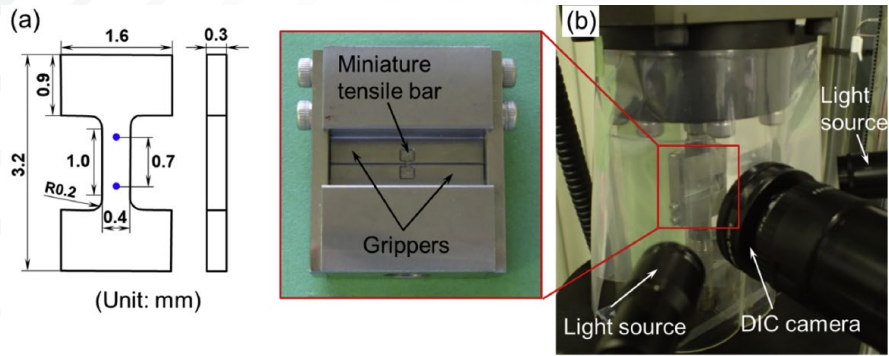 (a)
1.6
0.3
0.9
3.2
1.0
0.7
R0.2
0.4
(Unit: mm)
Miniature
tensile bar
Grippers
(b)
Light
source
Light source
DIC camera